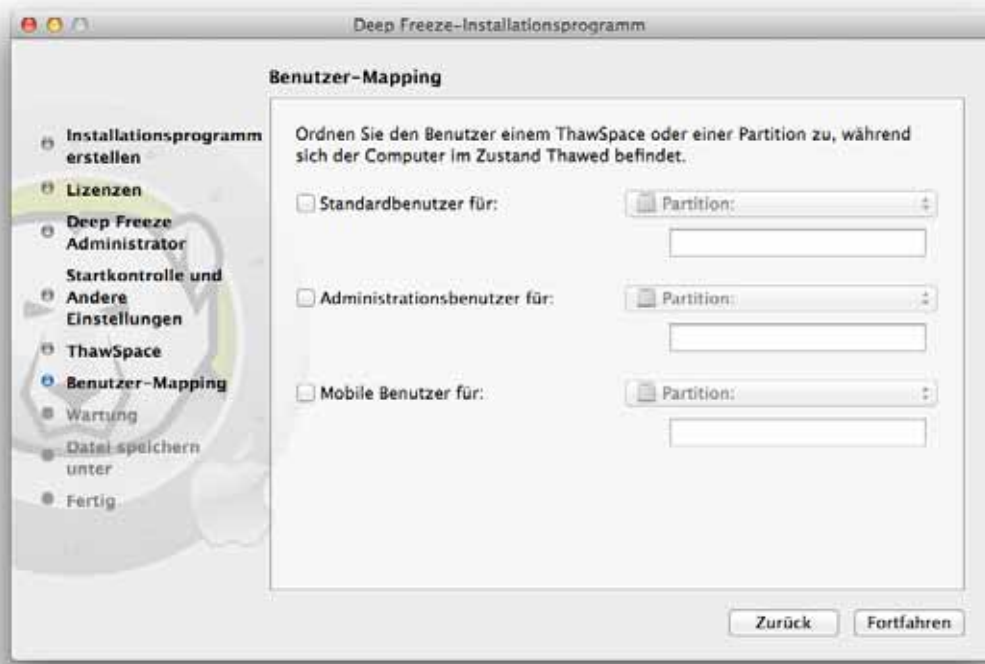 Deep Freeze-Installationsprogramm
Benutzer-Mapping
Installationsprogramm
erstellen
Lizenzen
Deep Freeze
Administrator
Startkontrolle und
Andere
Einstellungen
ThawSpace
Benutzer-Mapping
Wartung
Datei speichern
unter
Fertig
Ordnen Sie den Benutzer einem ThawSpace oder einer Partition zu, während
sich der Computer im Zustand Thawed befindet.
Standardbenutzer für:
Partition:
Administrationsbenutzer für:
Partition:
Mobile Benutzer für:
Partition:
Zurück
Fortfahren